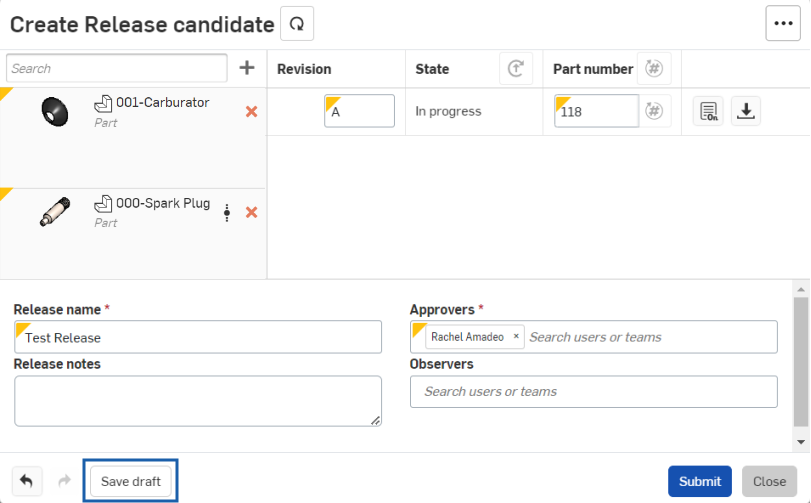 Create Release candidate
Search
Revision State Part number
001-Carburator
Part
A In progress 118
000-Spark Plug
Part
Release name *
Test Release
Approvers *
Rachel Amadeo × Search users or teams
Release notes
Observers
Search users or teams
Save draft Submit Close